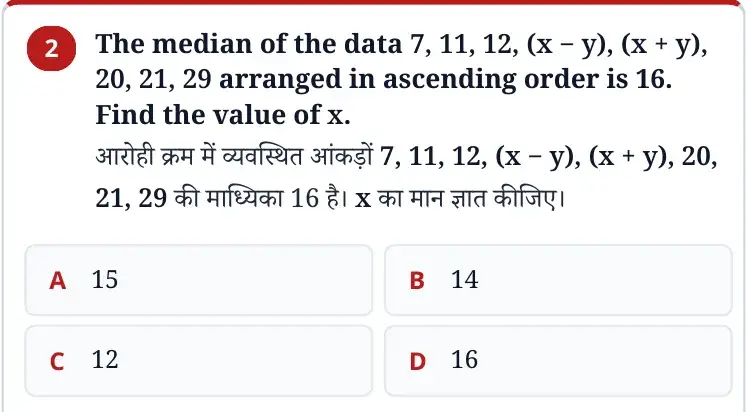 2 The median of the data 7, 11, 12, (x − y), (x + y),
20, 21, 29 arranged in ascending order is 16.
Find the value of x.
आरोही क्रम में व्यवस्थित आंकड़ों 7, 11, 12, (x − y), (x + y), 20,
21, 29 की माध्यिका 16 है। x का मान ज्ञात कीजिए।
A 15
B 14
C 12
D 16